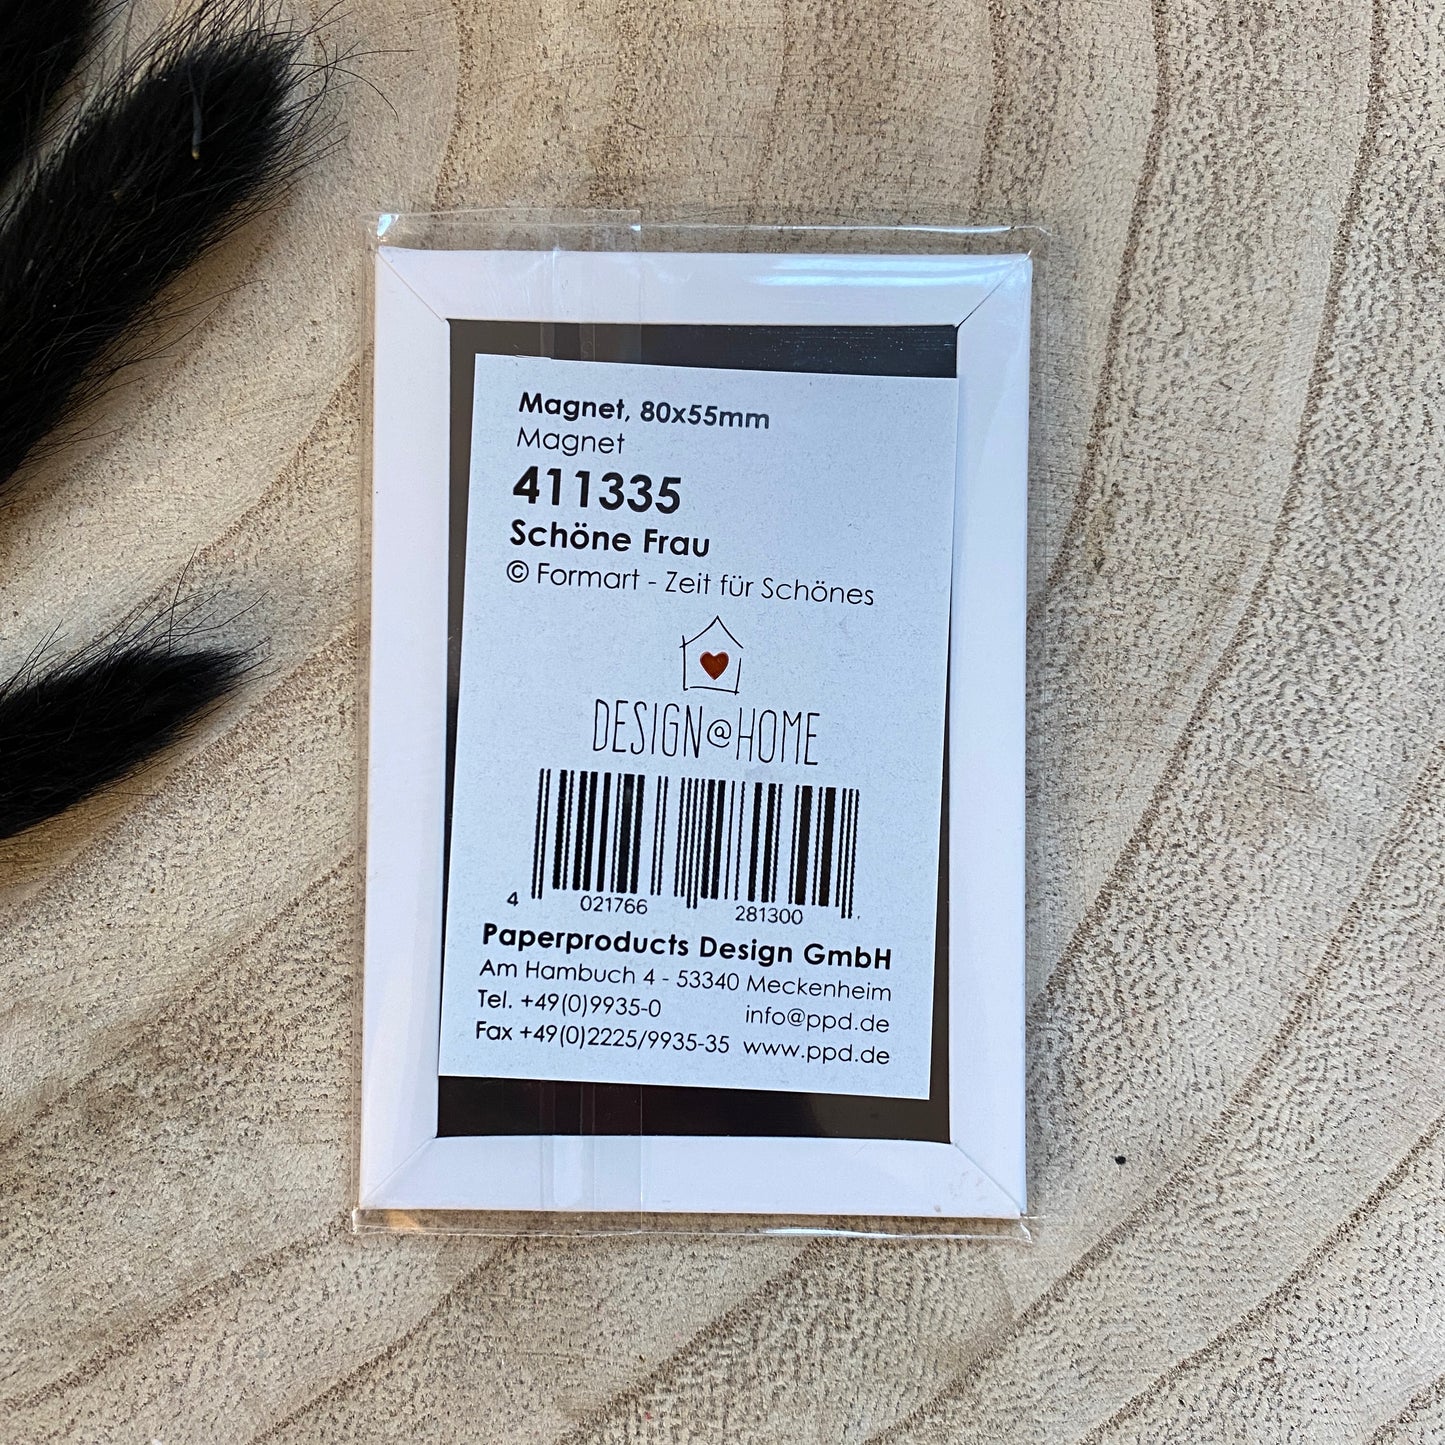 Magnet, 80x55mm
Magnet
411335
Schöne Frau
© Formart - Zeit für Schönes
DESIGN@HOME
4 021766 281300
Paperproducts Design GmbH
Am Hambuch 4 - 53340 Meckenheim
Tel. +49(0)9935-0 info@ppd.de
Fax +49(0)2225/9935-35 www.ppd.de